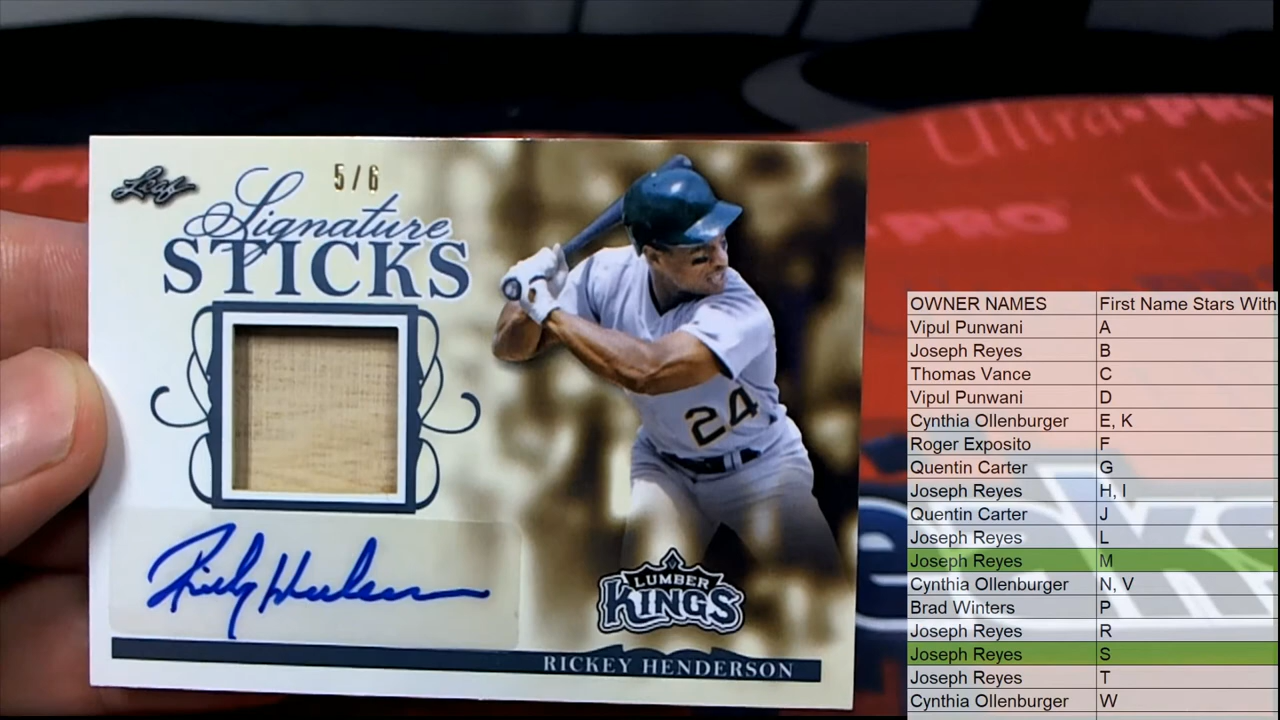 Leaf
5/6
Signature
STICKS
24
LUMBER
KINGS
RICKEY HENDERSON
Rickey Henderson
Ultra•PRO
Ultra
PRO
OWNER NAMES First Name Stars With
Vipul Punwani A
Joseph Reyes B
Thomas Vance C
Vipul Punwani D
Cynthia Ollenburger E, K
Roger Exposito F
Quentin Carter G
Joseph Reyes H, I
Quentin Carter J
Joseph Reyes L
Joseph Reyes M
Cynthia Ollenburger N, V
Brad Winters P
Joseph Reyes R
Joseph Reyes S
Joseph Reyes T
Cynthia Ollenburger W